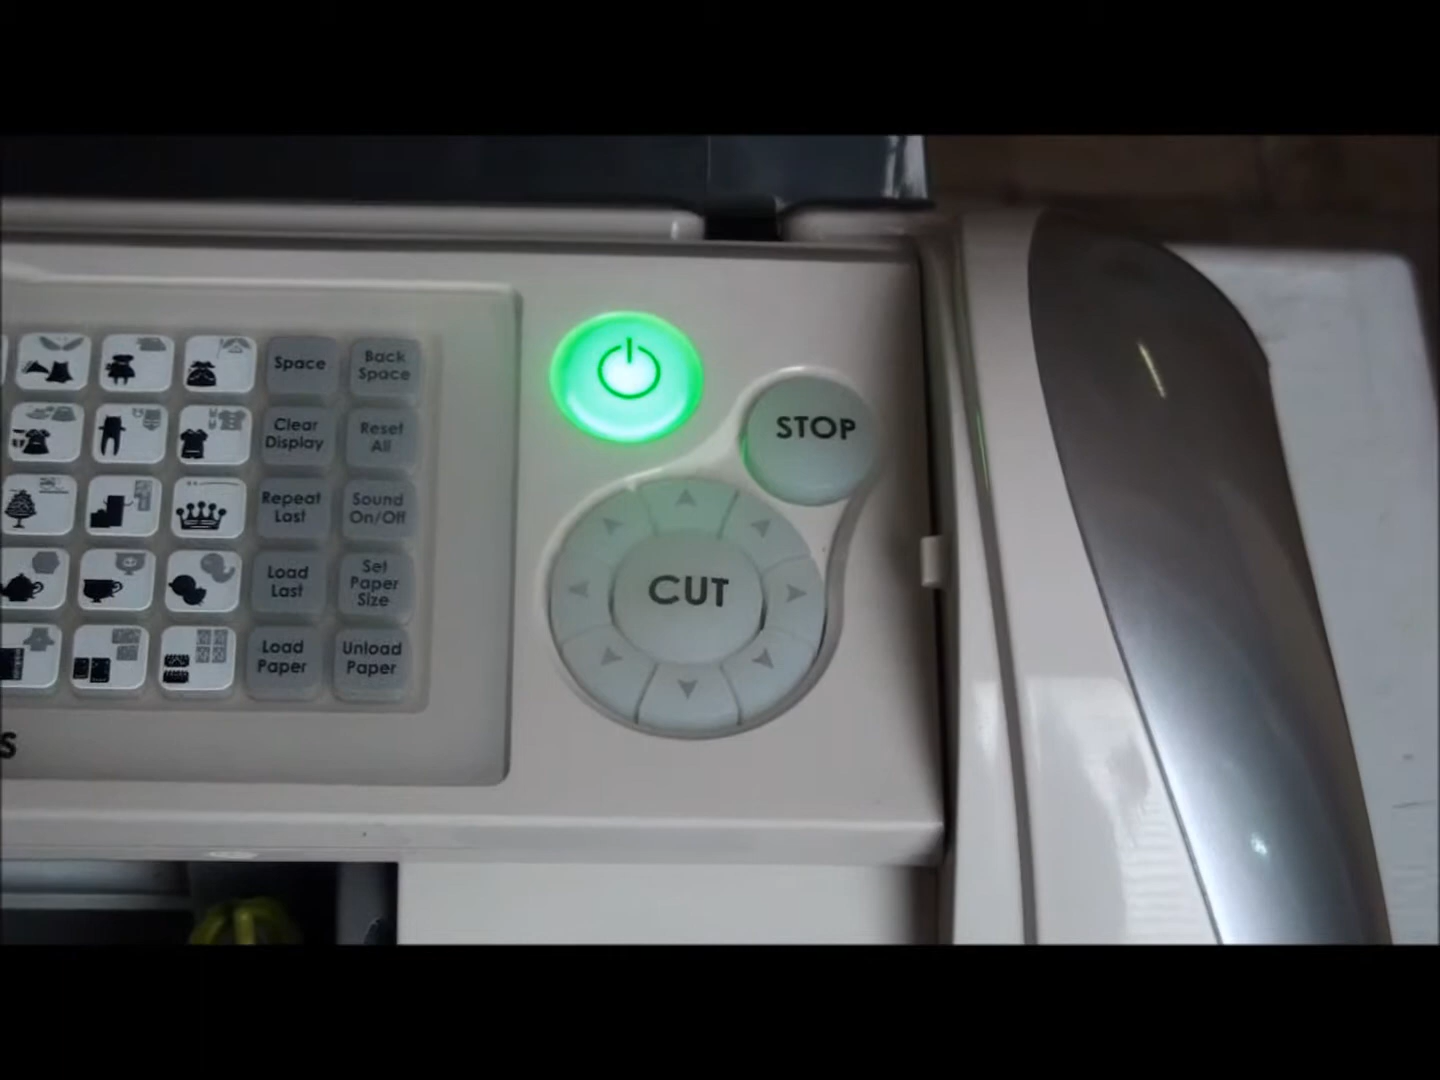 Space
Back
Space
Clear
Display
Reset
All
Repeat
Last
Sound
On/Off
Load
Last
Set
Paper
Size
Load
Paper
Unload
Paper
STOP
CUT
S